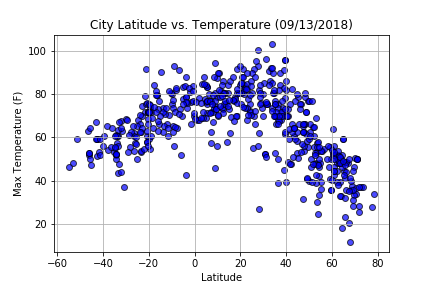 City Latitude vs. Temperature (09/13/2018)
100
80
60
40
20
Max Temperature (F)
−60 −40 −20 0 20 40 60 80
Latitude